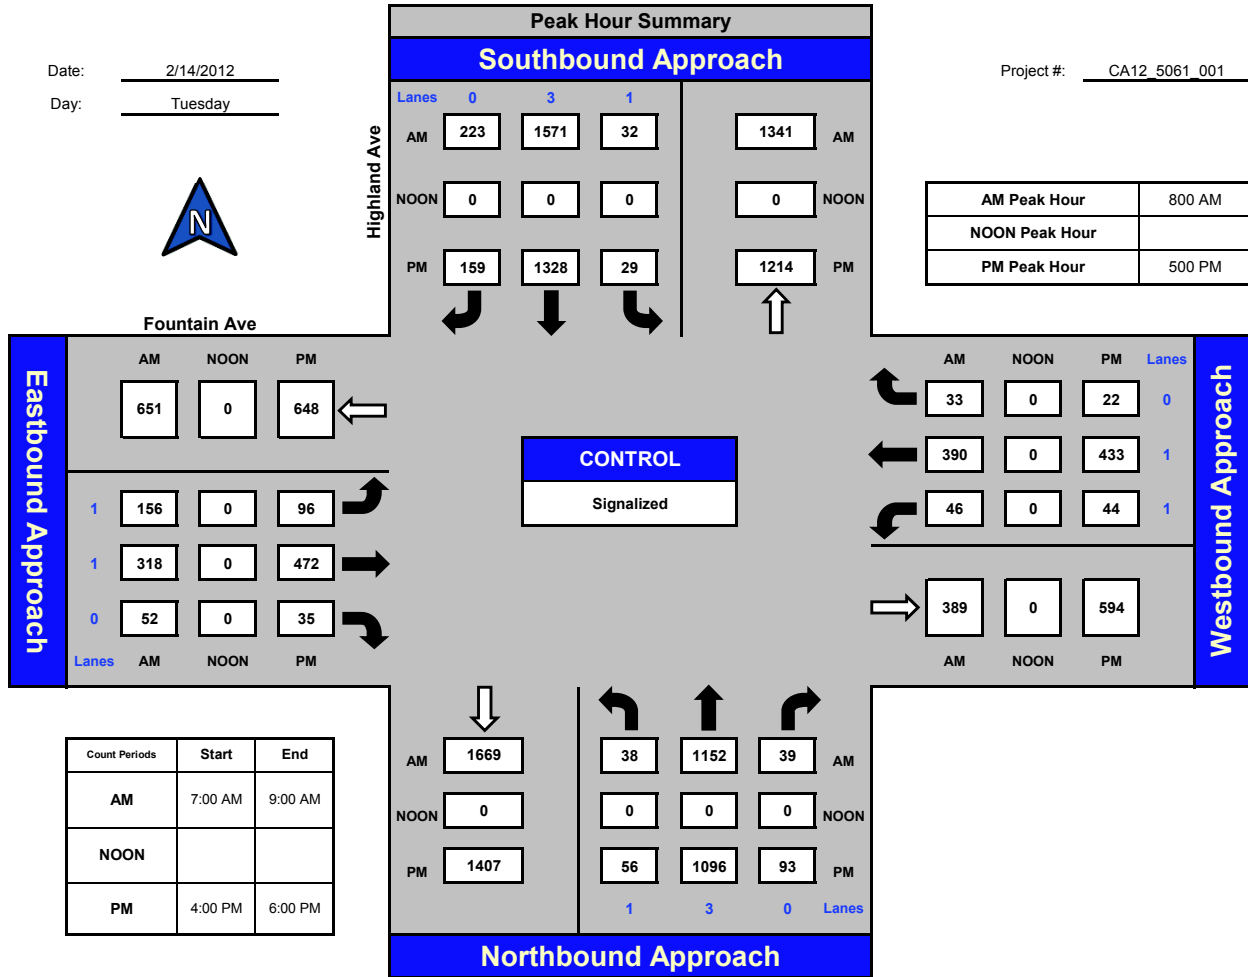 Peak Hour Summary
Southbound Approach
Date: 2/14/2012
Project #: CA12_5061_001
Day: Tuesday
Lanes 0 3 1
AM 223 1571 32 1341 AM
Highland Ave
NOON 0 0 0 0 NOON
PM 159 1328 29 1214 PM
N
AM Peak Hour 800 AM
NOON Peak Hour
PM Peak Hour 500 PM
Fountain Ave
Eastbound Approach
AM NOON PM
651 0 648
1 156 0 96
1 318 0 472
0 52 0 35
Lanes AM NOON PM
CONTROL
Signalized
AM NOON PM Lanes
33 0 22 0
390 0 433 1
46 0 44 1
389 0 594
AM NOON PM
Westbound Approach
Count Periods Start End
AM 7:00 AM 9:00 AM
NOON
PM 4:00 PM 6:00 PM
AM 1669 38 1152 39 AM
NOON 0 0 0 0 NOON
PM 1407 56 1096 93 PM
1 3 0 Lanes
Northbound Approach